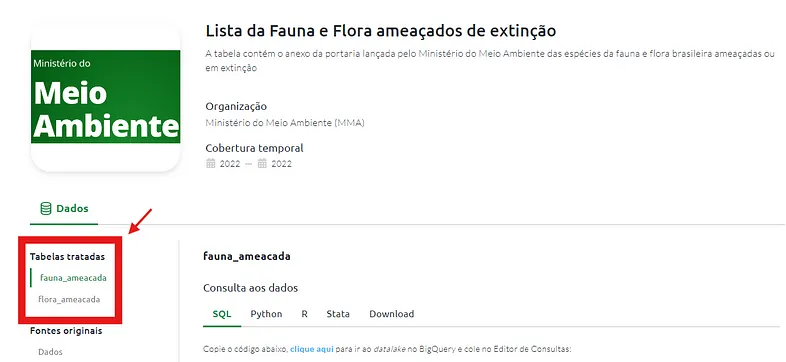 Lista da Fauna e Flora ameaçados de extinção
A tabela contém o anexo da portaria lançada pelo Ministério do Meio Ambiente das espécies da fauna e flora brasileira ameaçadas ou
em extinção
Ministério do
Meio
Ambiente
Organização
Ministério do Meio Ambiente (MMA)
Cobertura temporal
2022 — 2022
Dados
Tabelas tratadas
fauna_ameacada
flora_ameacada
Fontes originais
Dados
fauna_ameacada
Consulta aos dados
SQL Python R Stata Download
Copie o código abaixo, clique aqui para ir ao datalake no BigQuery e cole no Editor de Consultas: